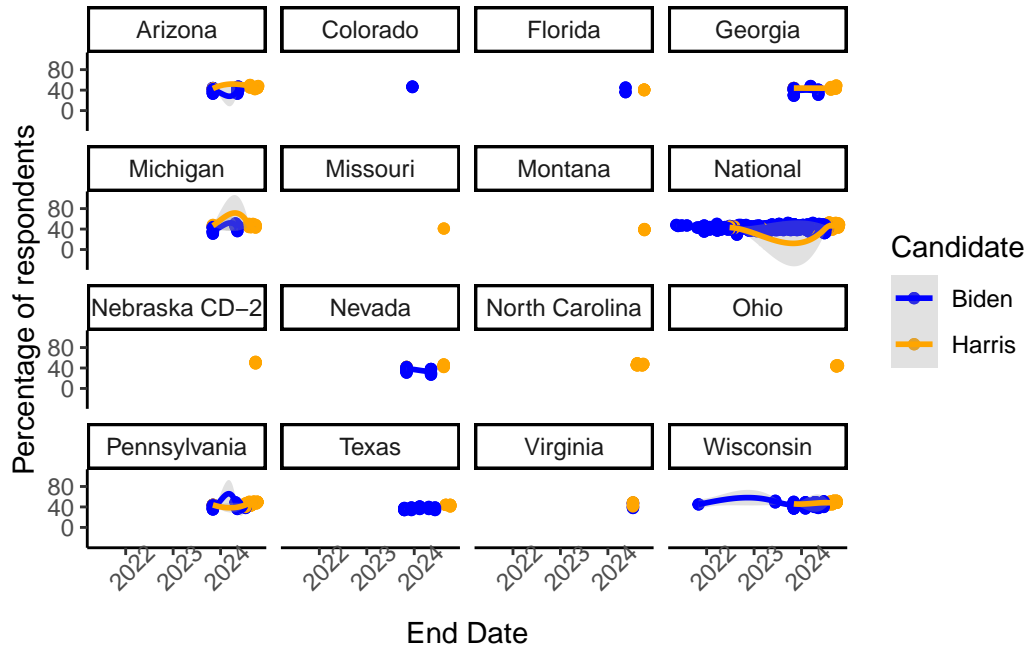 Arizona Colorado Florida Georgia
80
40
0
Michigan Missouri Montana National
80
40
0
Nebraska CD−2 Nevada North Carolina Ohio
80
40
0
Pennsylvania Texas Virginia Wisconsin
80
40
0
2022 2023 2024 2022 2023 2024 2022 2023 2024 2022 2023 2024
End Date
Percentage of respondents
Candidate
Biden
Harris